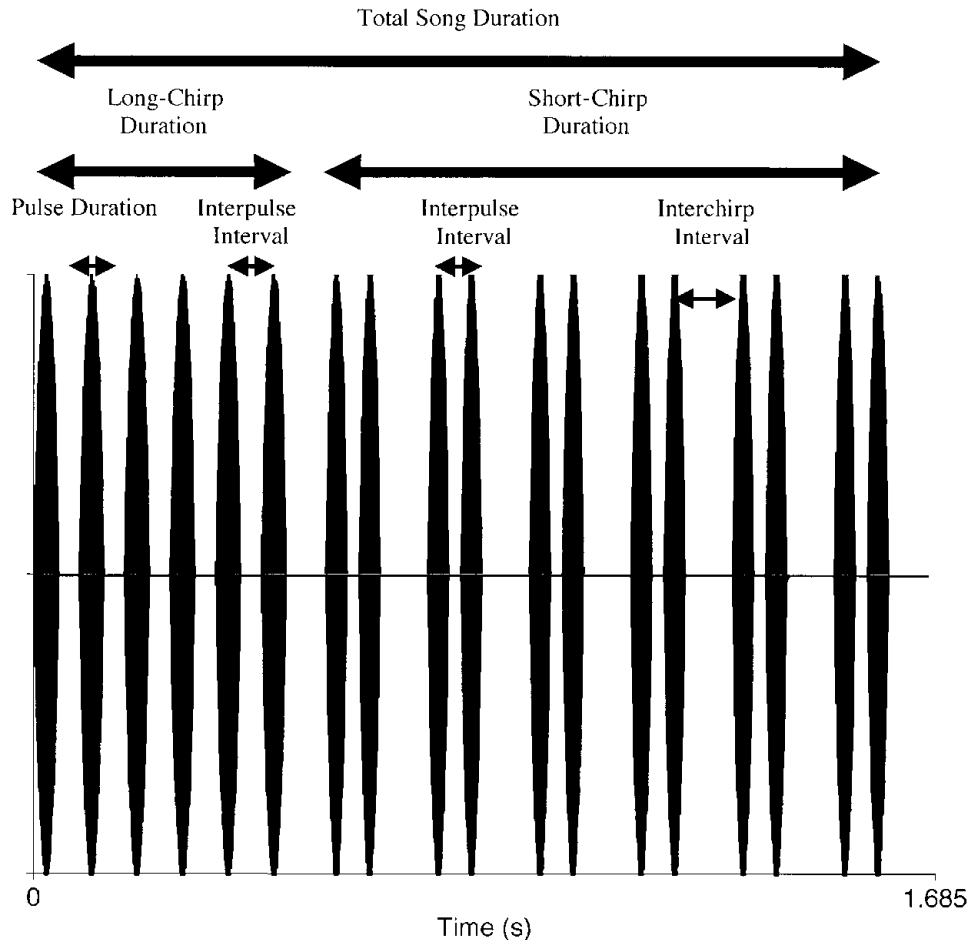 Total Song Duration
Long-Chirp
Duration
Short-Chirp
Duration
Pulse Duration
Interpulse
Interval
Interpulse
Interval
Interchirp
Interval
0
1.685
Time (s)